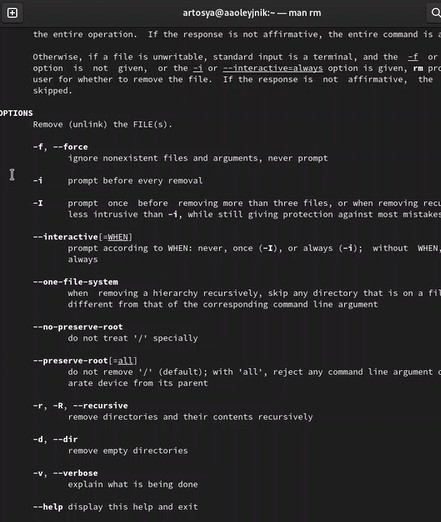 artosya@aaoleyjnik:~ — man rm
the entire operation. If the response is not affirmative, the entire command is a
Otherwise, if a file is unwritable, standard input is a terminal, and the -f or
option is not given, or the -i or --interactive=always option is given, rm pro
user for whether to remove the file. If the response is not affirmative, the
skipped.
OPTIONS
Remove (unlink) the FILE(s).
-f, --force
ignore nonexistent files and arguments, never prompt
-i prompt before every removal
-I prompt once before removing more than three files, or when removing recu
less intrusive than -i, while still giving protection against most mistakes
--interactive[=WHEN]
prompt according to WHEN: never, once (-I), or always (-i); without WHEN,
always
--one-file-system
when removing a hierarchy recursively, skip any directory that is on a fil
different from that of the corresponding command line argument
--no-preserve-root
do not treat '/' specially
--preserve-root[=all]
do not remove '/' (default); with 'all', reject any command line argument o
arate device from its parent
-r, -R, --recursive
remove directories and their contents recursively
-d, --dir
remove empty directories
-v, --verbose
explain what is being done
--help display this help and exit